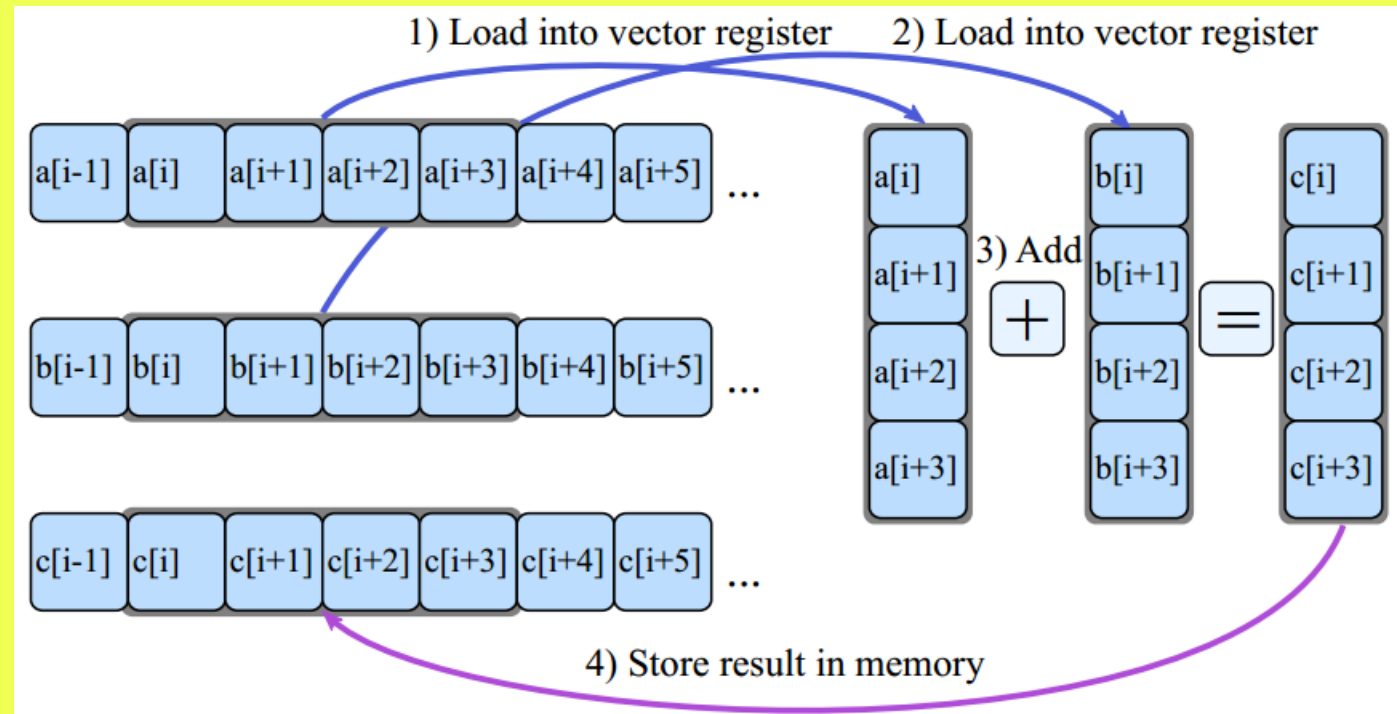 1) Load into vector register 2) Load into vector register
a[i-1] a[i] a[i+1] a[i+2] a[i+3] a[i+4] a[i+5] ...
b[i-1] b[i] b[i+1] b[i+2] b[i+3] b[i+4] b[i+5] ...
c[i-1] c[i] c[i+1] c[i+2] c[i+3] c[i+4] c[i+5] ...
a[i]
a[i+1]
a[i+2]
a[i+3]
3) Add
+
b[i]
b[i+1]
b[i+2]
b[i+3]
=
c[i]
c[i+1]
c[i+2]
c[i+3]
4) Store result in memory